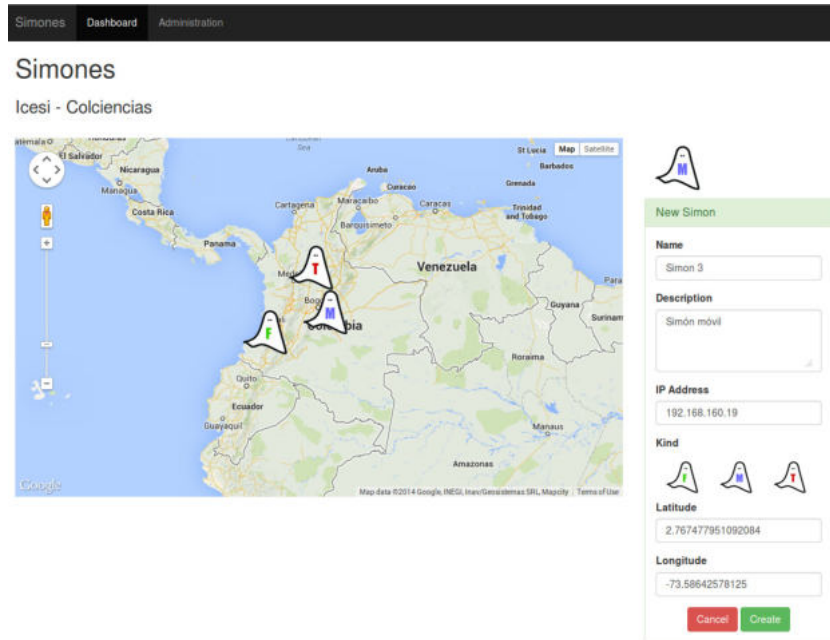 Simones Dashboard Administration
Simones
Icesi - Colciencias
El Salvador
Nicaragua
Managua
Costa Rica
Panama
Sea
Aruba
Curacao
St Lucia
Map Satellite
Barbados
Grenada
Cartagena
Maracaibo
Caracas
Trinidad
and Tobago
Barquisimeto
Venezuela
T
M
F
Guyana
Roraima
Quito
Ecuador
Guayaquil
Manaus
Amazonas
Google
Map data ©2014 Google, INEGI, Inav/Geosistemas SRL, Mapcity Terms of Use
M
New Simon
Name
Simon 3
Description
Simón móvil
IP Address
192.168.160.19
Kind
F M T
Latitude
2.767477951092084
Longitude
-73.58642578125
Cancel Create